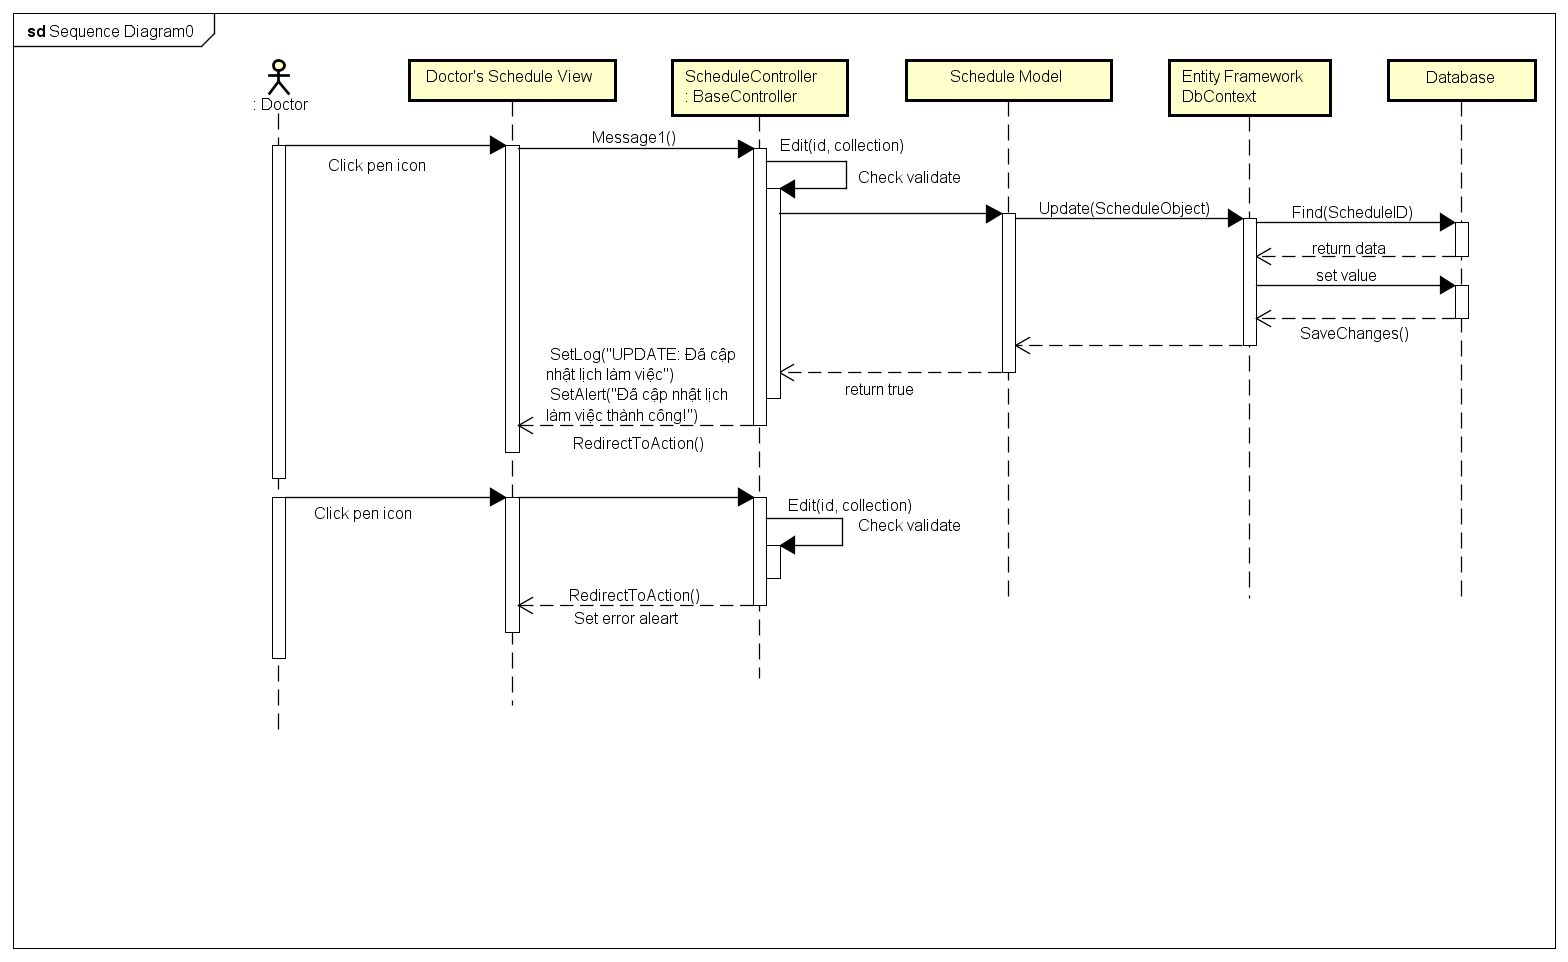 sd Sequence Diagram0
: Doctor
Doctor's Schedule View
ScheduleController
: BaseController
Schedule Model
Entity Framework
DbContext
Database
Click pen icon
Message1()
Edit(id, collection)
Check validate
Update(ScheduleObject)
Find(ScheduleID)
return data
set value
SaveChanges()
SetLog("UPDATE: Đã cập
nhật lịch làm việc")
SetAlert("Đã cập nhật lịch
làm việc thành công!")
return true
RedirectToAction()
Click pen icon
Edit(id, collection)
Check validate
RedirectToAction()
Set error aleart